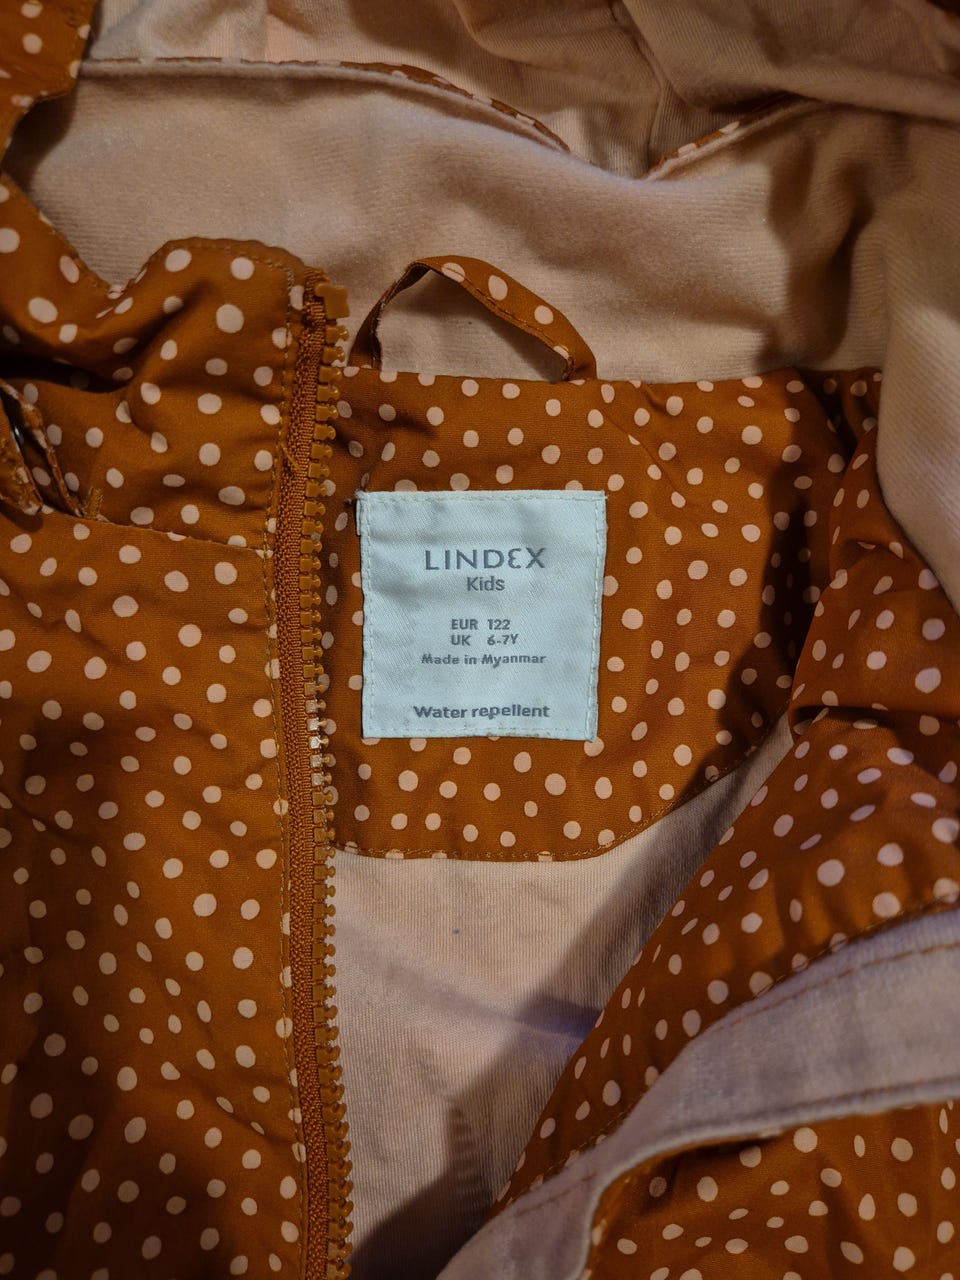 LINDEX
Kids
EUR 122
UK 6-7Y
Made in Myanmar
Water repellent